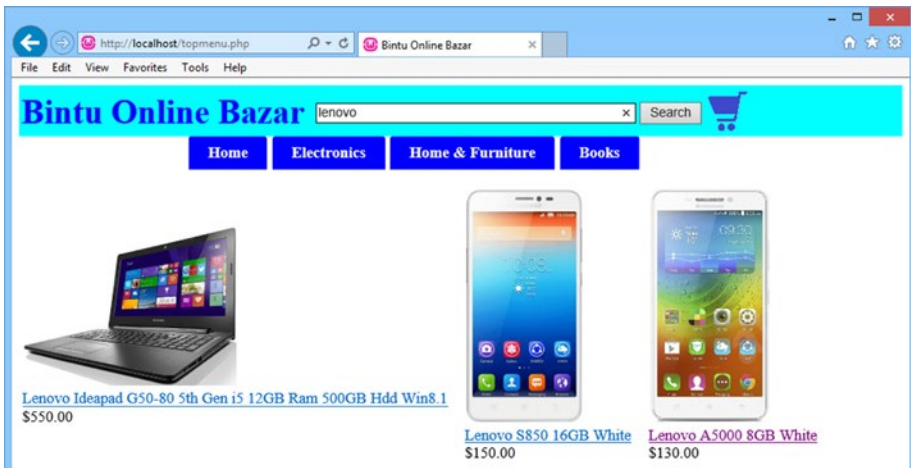 http://localhost/topmenu.php
Bintu Online Bazar
File Edit View Favorites Tools Help
Bintu Online Bazar lenovo Search
Home Electronics Home & Furniture Books
Lenovo Ideapad G50-80 5th Gen i5 12GB Ram 500GB Hdd Win8.1
$550.00
Lenovo S850 16GB White
$150.00
Lenovo A5000 8GB White
$130.00